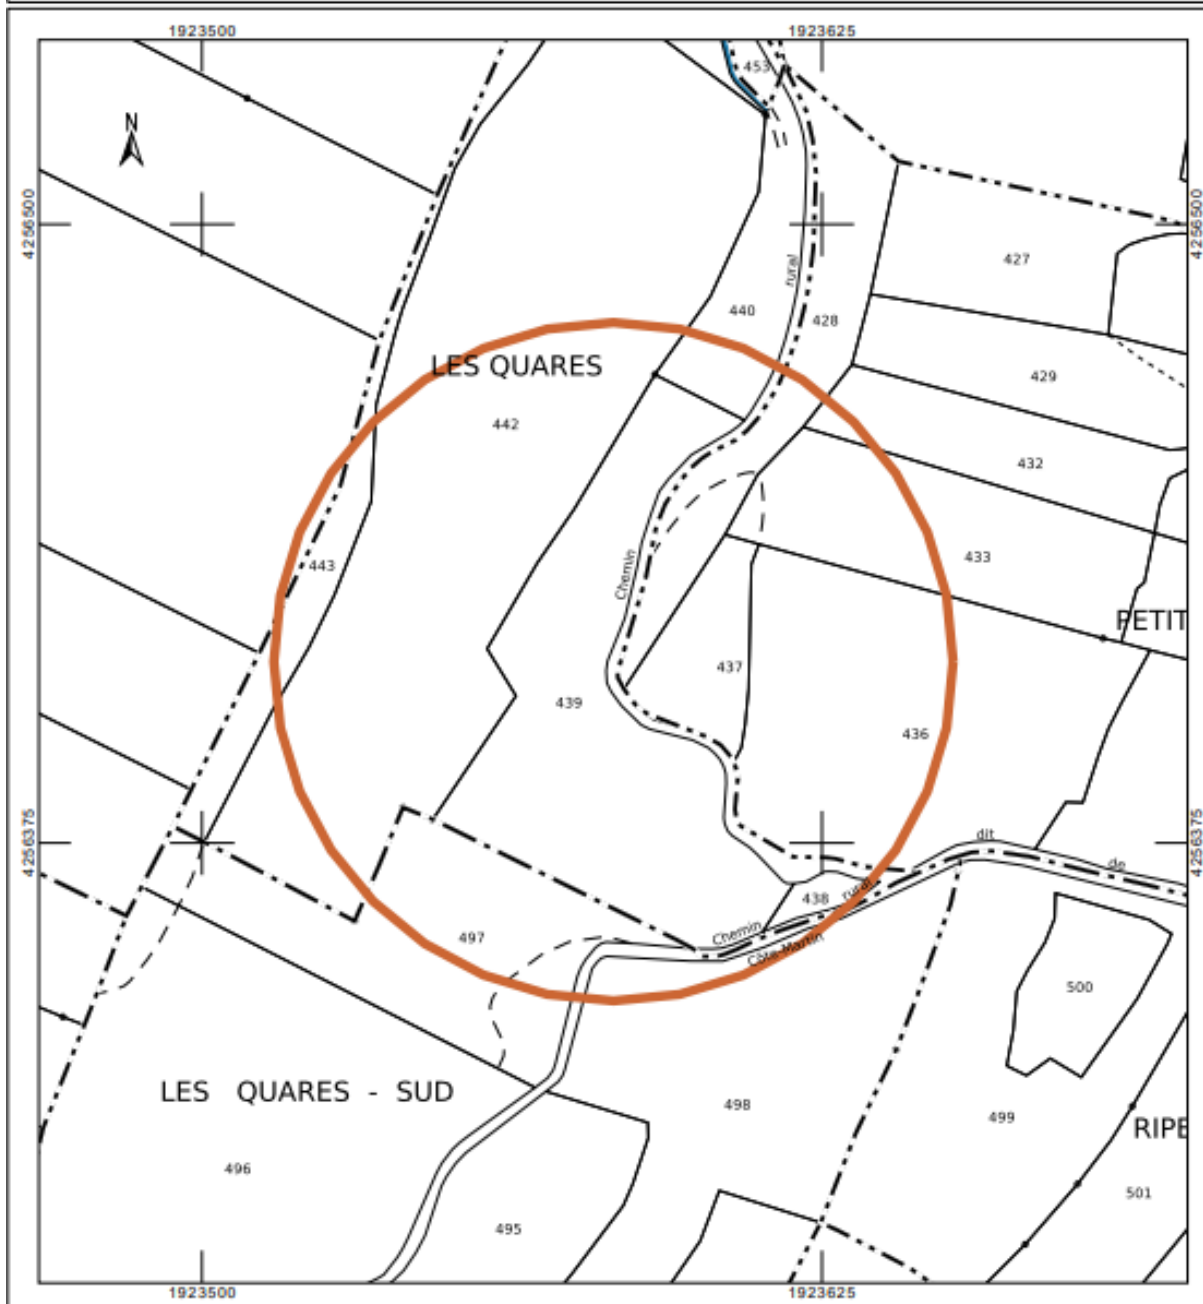 1923500
1923625
453
N
4256500
4256500
427
rural
440
428
LES QUARES
429
442
432
433
443
Chemin
PETIT
437
439
436
4256375
4256375
dit
de
rural
438
Chemin
497
Côte-Martin
500
LES QUARES - SUD
498
499
RIPE
496
501
495
1923500
1923625